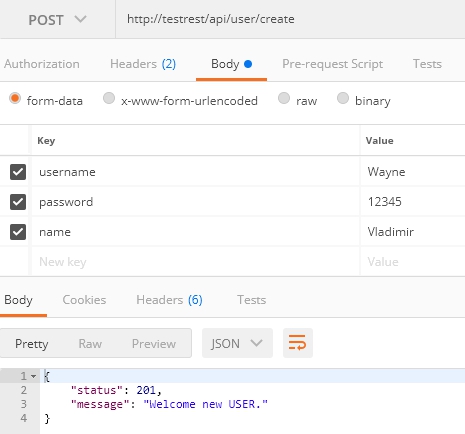 POST http://testrest/api/user/create
Authorization Headers (2) Body Pre-request Script Tests
form-data x-www-form-urlencoded raw binary
Key Value
username Wayne
password 12345
name Vladimir
New key Value
Body Cookies Headers (6) Tests
Pretty Raw Preview JSON
1 {
2 "status": 201,
3 "message": "Welcome new USER."
4 }